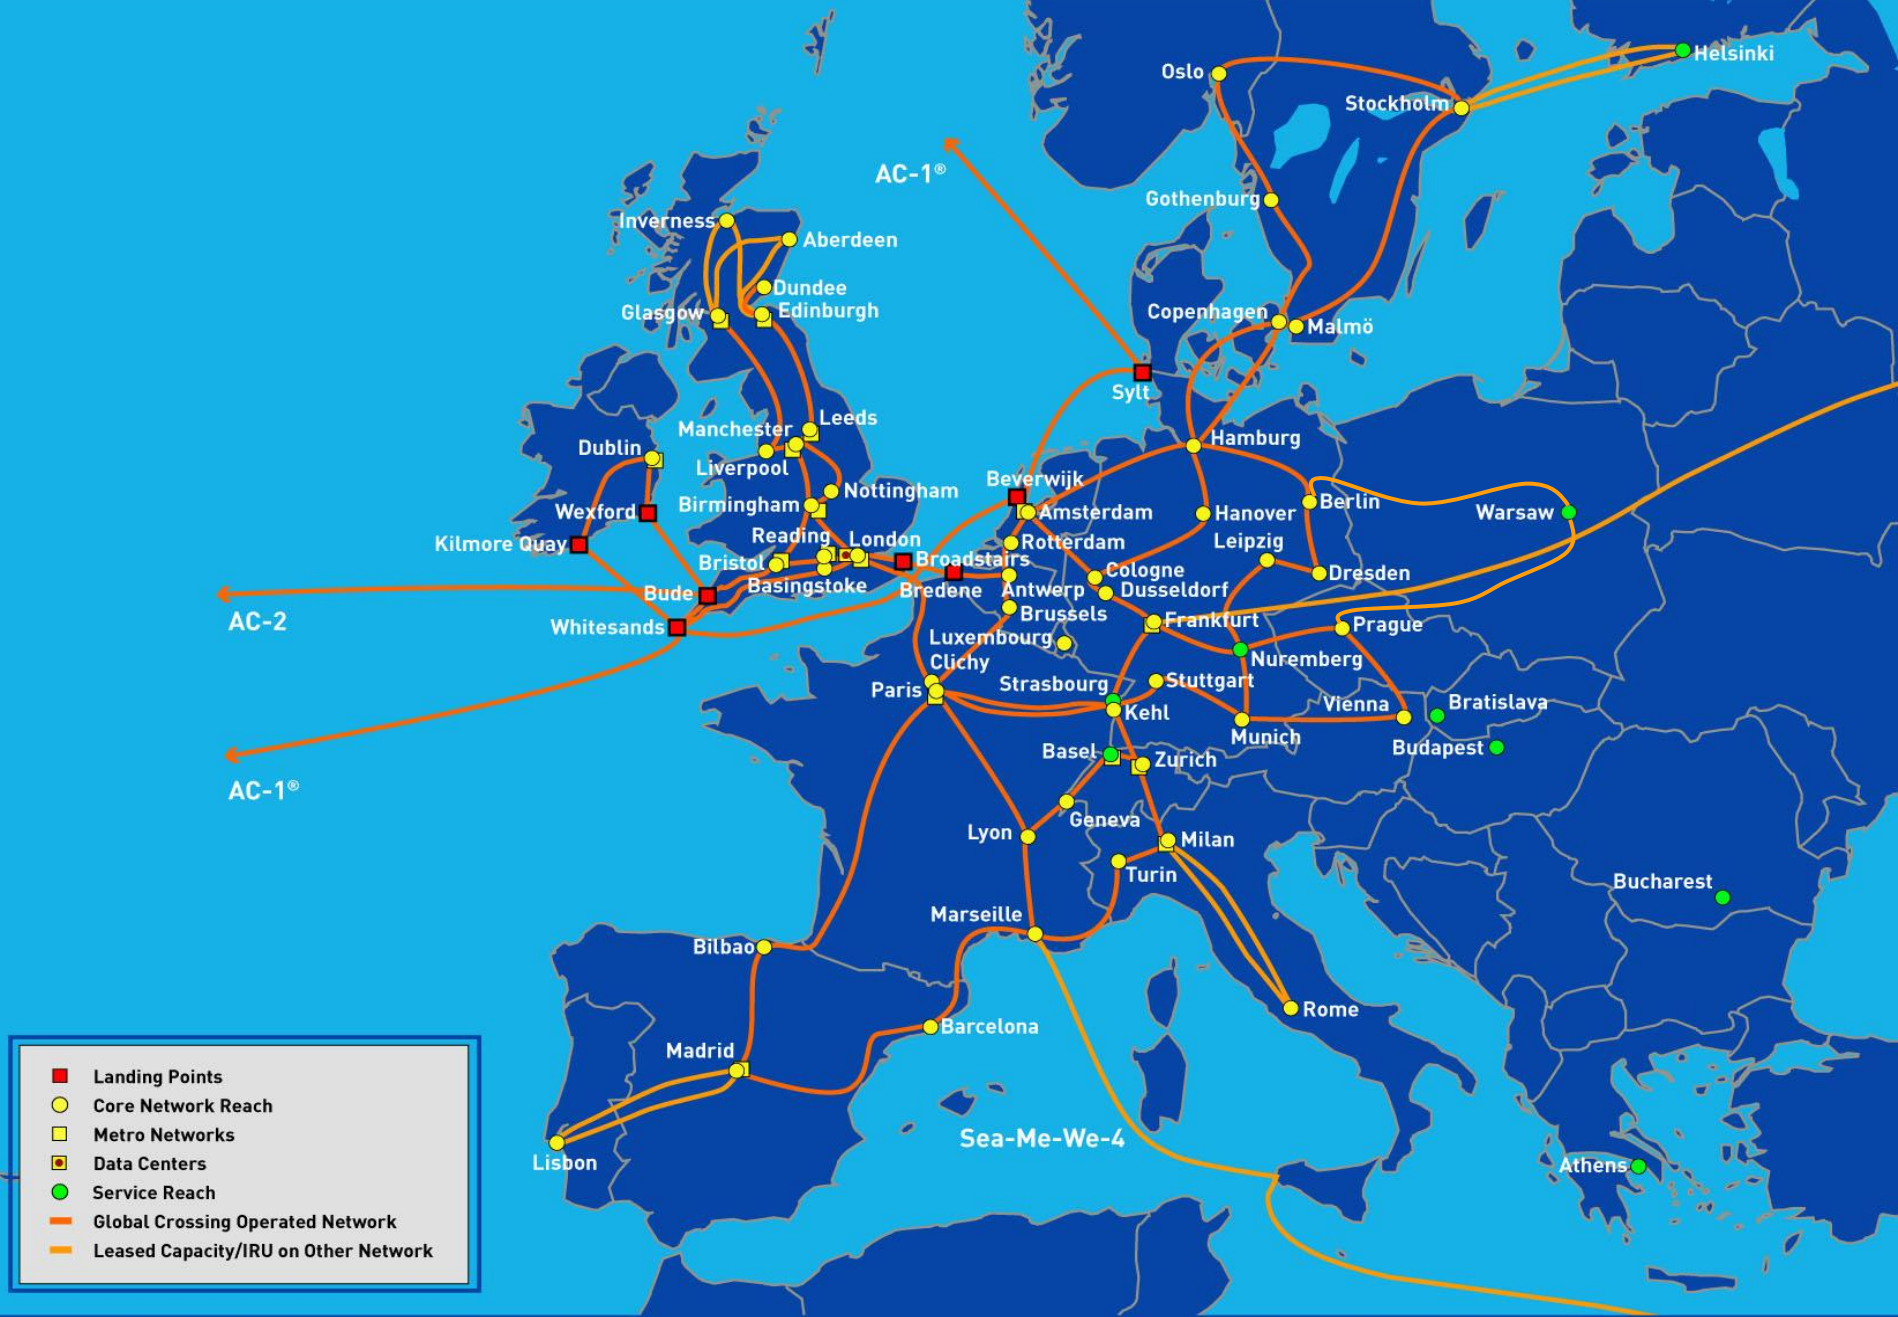 Helsinki
Oslo
Stockholm
AC-1®
Gothenburg
Inverness
Aberdeen
Dundee
Edinburgh
Glasgow
Copenhagen
Malmö
Sylt
Leeds
Manchester
Hamburg
Dublin
Liverpool
Beverwijk
Nottingham
Birmingham
Berlin
Wexford
Amsterdam
Hanover
Warsaw
Reading
London
Rotterdam
Leipzig
Kilmore Quay
Bristol
Broadstairs
Cologne
Dresden
Basingstoke
Bredene
Antwerp
Dusseldorf
Bude
AC-2
Brussels
Frankfurt
Prague
Whitesands
Luxembourg
Nuremberg
Clichy
Paris
Strasbourg
Stuttgart
Kehl
Vienna
Bratislava
Munich
Budapest
Basel
Zurich
AC-1®
Geneva
Lyon
Milan
Turin
Bucharest
Marseille
Bilbao
Rome
Barcelona
Madrid
Sea-Me-We-4
Lisbon
Athens
Landing Points
Core Network Reach
Metro Networks
Data Centers
Service Reach
Global Crossing Operated Network
Leased Capacity/IRU on Other Network